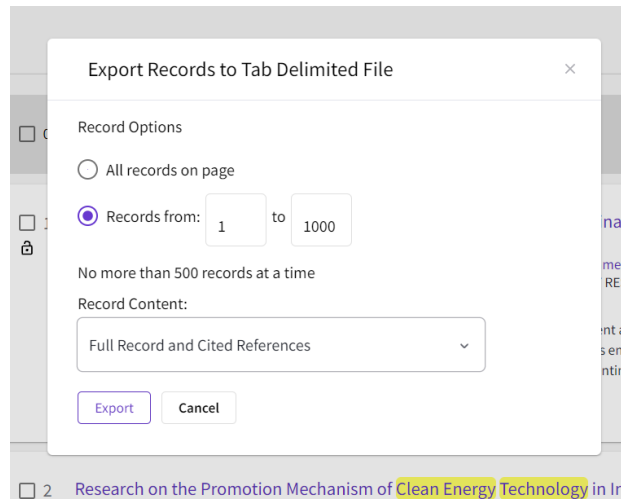 Export Records to Tab Delimited File
Record Options
All records on page
Records from: 1 to 1000
No more than 500 records at a time
Record Content:
Full Record and Cited References
Export Cancel
2 Research on the Promotion Mechanism of Clean Energy Technology in